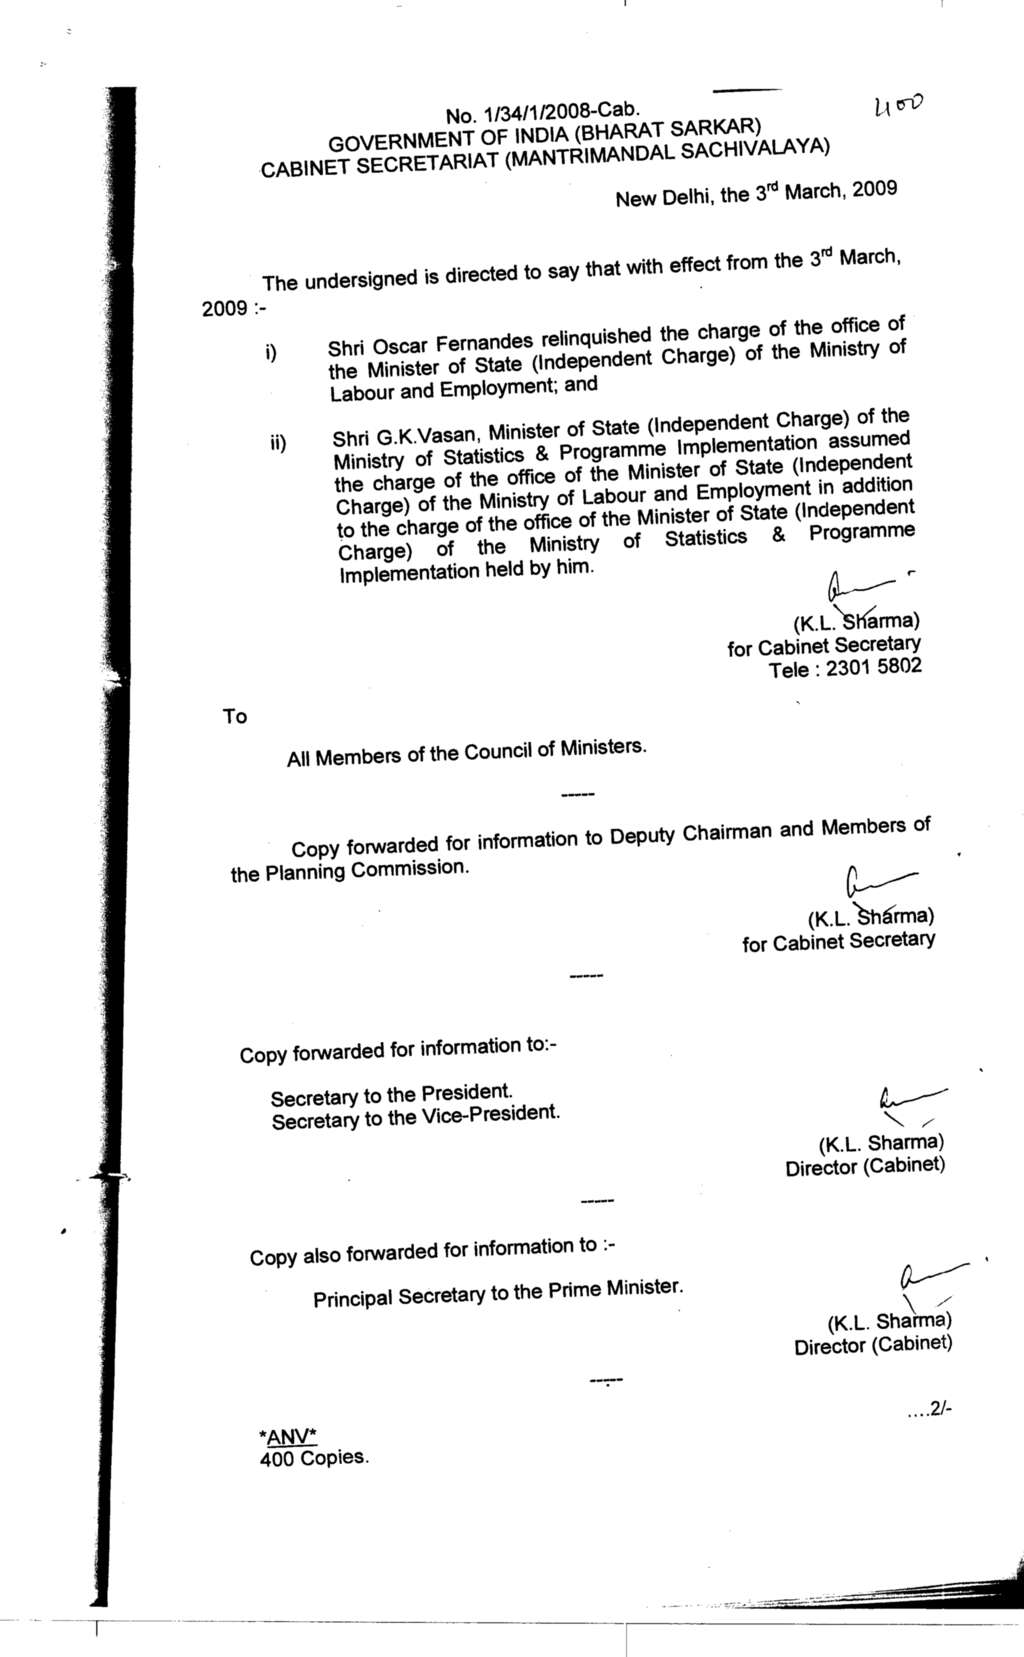 No. 1/34/1/2008-Cab.
400
GOVERNMENT OF INDIA (BHARAT SARKAR)
CABINET SECRETARIAT (MANTRIMANDAL SACHIVALAYA)
New Delhi, the 3rd March, 2009
The undersigned is directed to say that with effect from the 3rd March,
2009 :-
i) Shri Oscar Fernandes relinquished the charge of the office of
the Minister of State (Independent Charge) of the Ministry of
Labour and Employment; and
ii) Shri G.K.Vasan, Minister of State (Independent Charge) of the
Ministry of Statistics & Programme Implementation assumed
the charge of the office of the Minister of State (Independent
Charge) of the Ministry of Labour and Employment in addition
to the charge of the office of the Minister of State (Independent
Charge) of the Ministry of Statistics & Programme
Implementation held by him.
(K.L. Sharma)
for Cabinet Secretary
Tele : 2301 5802
To
All Members of the Council of Ministers.
-----
Copy forwarded for information to Deputy Chairman and Members of
the Planning Commission.
(K.L. Sharma)
for Cabinet Secretary
-----
Copy forwarded for information to:-
Secretary to the President.
Secretary to the Vice-President.
(K.L. Sharma)
Director (Cabinet)
-----
Copy also forwarded for information to :-
Principal Secretary to the Prime Minister.
(K.L. Sharma)
Director (Cabinet)
-----
....2/-
*ANV*
400 Copies.